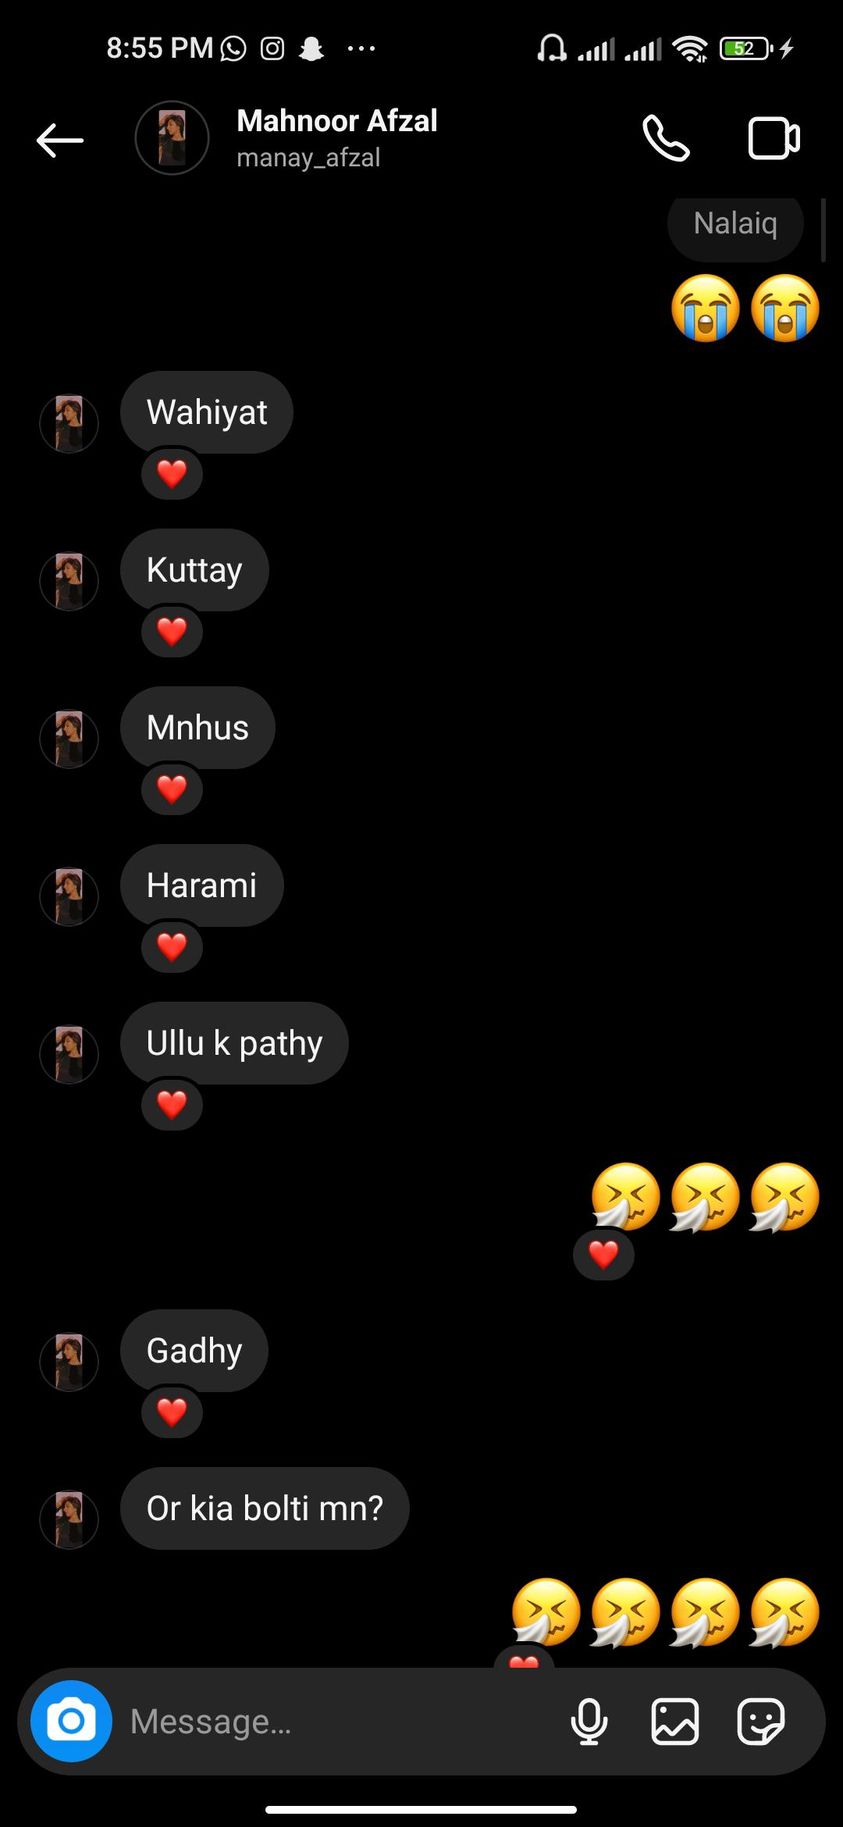 8:55 PM
52
Mahnoor Afzal
manay_afzal
Nalaiq
😭😭
Wahiyat
❤️
Kuttay
❤️
Mnhus
❤️
Harami
❤️
Ullu k pathy
❤️
🤧🤧🤧
❤️
Gadhy
❤️
Or kia bolti mn?
🤧🤧🤧🤧
❤️
Message...